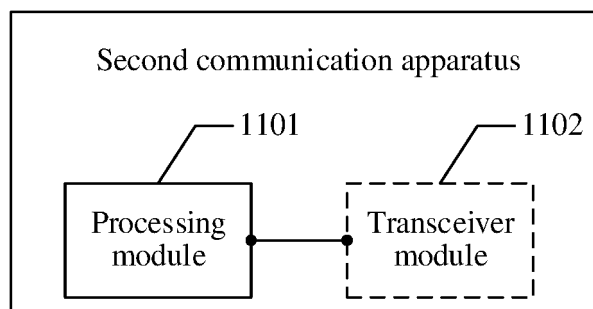 Second communication apparatus
1101
1102
Processing
module
Transceiver
module